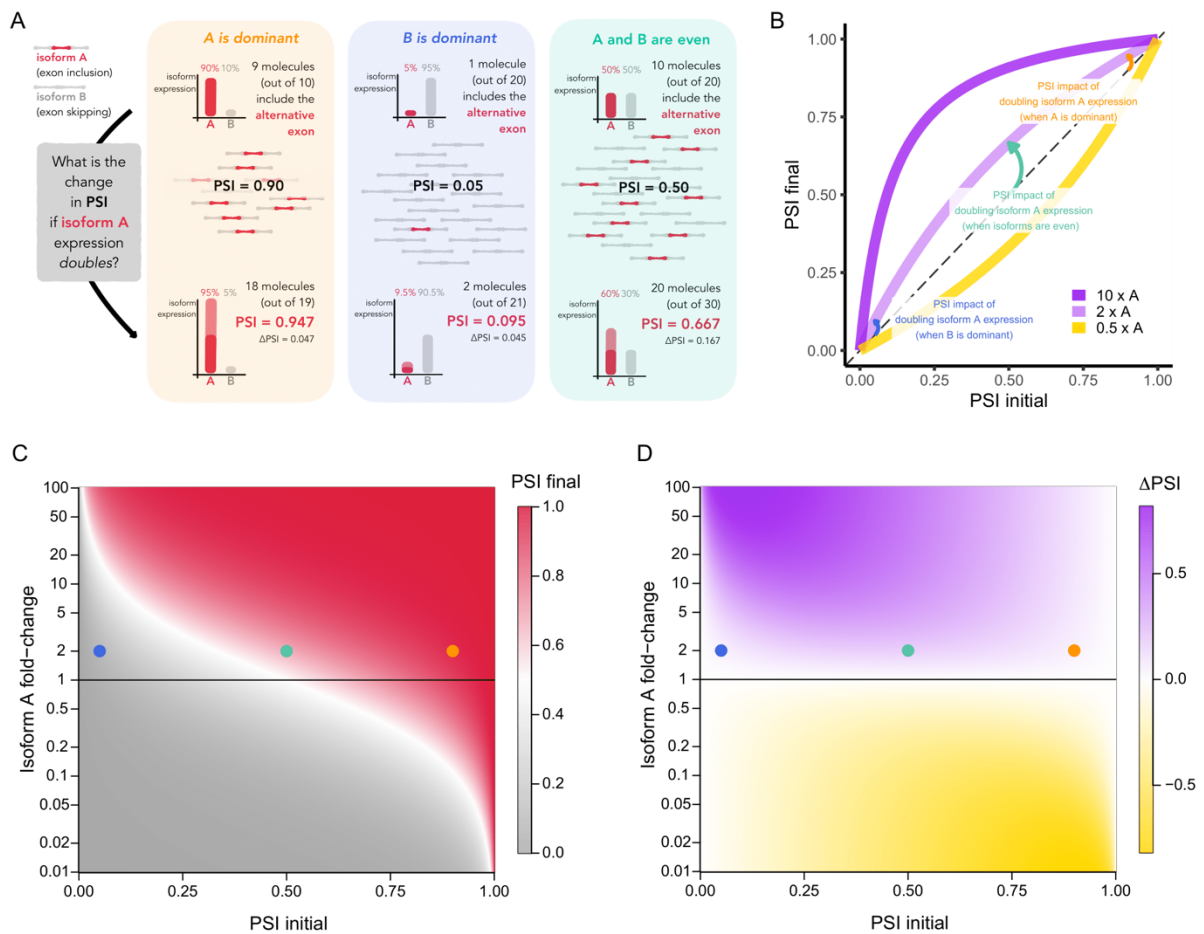 A
isoform A
(exon inclusion)
isoform B
(exon skipping)
What is the
change
in PSI
if isoform A
expression
doubles?
A is dominant
90% 10%
isoform
expression
A B
9 molecules
(out of 10)
include the
alternative
exon
PSI = 0.90
95% 5%
isoform
expression
A B
18 molecules
(out of 19)
PSI = 0.947
ΔPSI = 0.047
B is dominant
5% 95%
isoform
expression
A B
1 molecule
(out of 20)
includes the
alternative
exon
PSI = 0.05
9.5% 90.5%
isoform
expression
A B
2 molecules
(out of 21)
PSI = 0.095
ΔPSI = 0.045
A and B are even
50% 50%
isoform
expression
A B
10 molecules
(out of 20)
include the
alternative
exon
PSI = 0.50
60% 30%
isoform
expression
A B
20 molecules
(out of 30)
PSI = 0.667
ΔPSI = 0.167
B
PSI final
1.00
0.75
0.50
0.25
0.00
PSI impact of
doubling isoform A expression
(when A is dominant)
PSI impact of
doubling isoform A expression
(when isoforms are even)
PSI impact of
doubling isoform A expression
(when B is dominant)
10 x A
2 x A
0.5 x A
0.00 0.25 0.50 0.75 1.00
PSI initial
C
Isoform A fold−change
100
50
20
10
5
2
1
0.5
0.2
0.1
0.05
0.02
0.01
0.00 0.25 0.50 0.75 1.00
PSI initial
PSI final
1.0
0.8
0.6
0.4
0.2
0.0
D
Isoform A fold−change
100
50
20
10
5
2
1
0.5
0.2
0.1
0.05
0.02
0.01
0.00 0.25 0.50 0.75 1.00
PSI initial
ΔPSI
0.5
0.0
−0.5